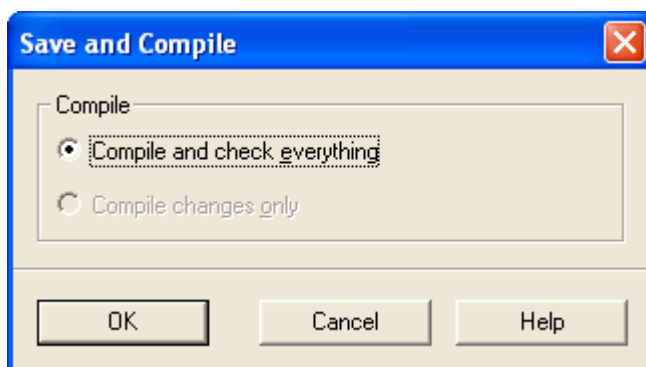 Save and Compile
Compile
Compile and check everything
Compile changes only
OK Cancel Help